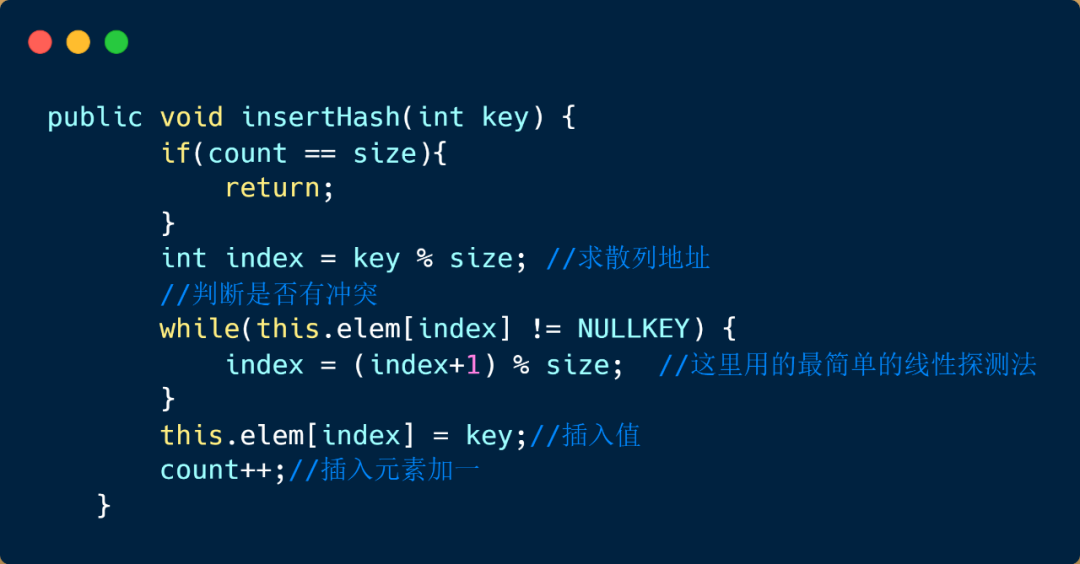 public void insertHash(int key) {
if(count == size){
return;
}
int index = key % size; //求散列地址
//判断是否有冲突
while(this.elem[index] != NULLKEY) {
index = (index+1) % size;  //这里用的最简单的线性探测法
}
this.elem[index] = key;//插入值
count++;//插入元素加一
}